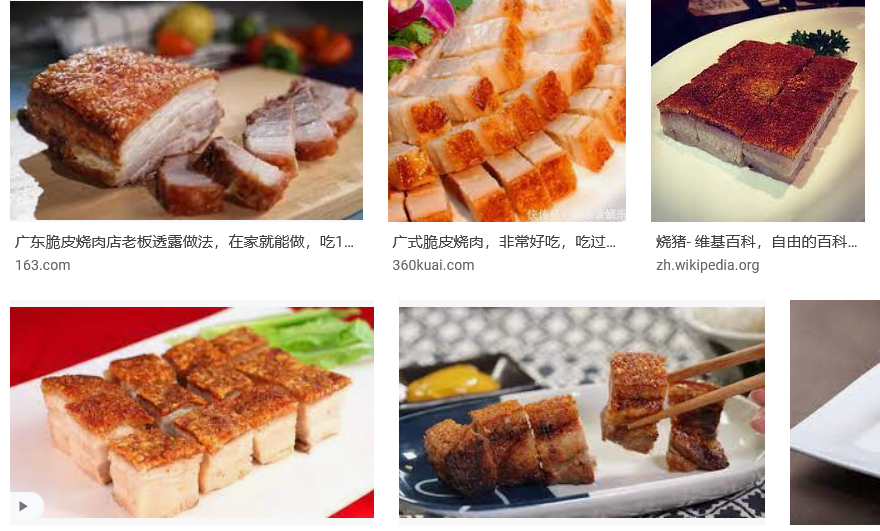 广东脆皮烧肉店老板透露做法，在家就能做，吃1...
163.com
广式脆皮烧肉，非常好吃，吃过...
360kuai.com
烧猪- 维基百科，自由的百科...
zh.wikipedia.org